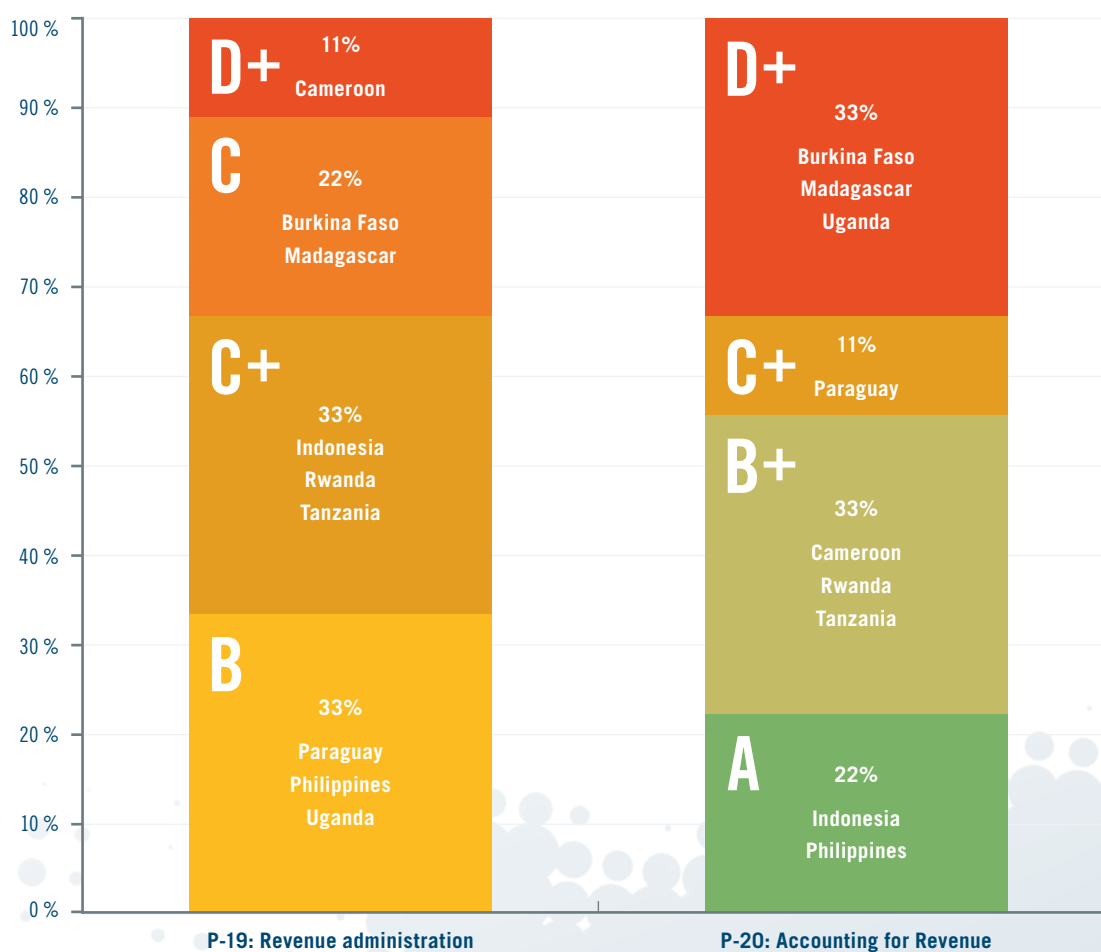 100 %
90 %
80 %
70 %
60 %
50 %
40 %
30 %
20 %
10 %
0 %
D+
11%
Cameroon
C
22%
Burkina Faso
Madagascar
C+
33%
Indonesia
Rwanda
Tanzania
B
33%
Paraguay
Philippines
Uganda
P-19: Revenue administration
D+
33%
Burkina Faso
Madagascar
Uganda
C+
11%
Paraguay
B+
33%
Cameroon
Rwanda
Tanzania
A
22%
Indonesia
Philippines
P-20: Accounting for Revenue